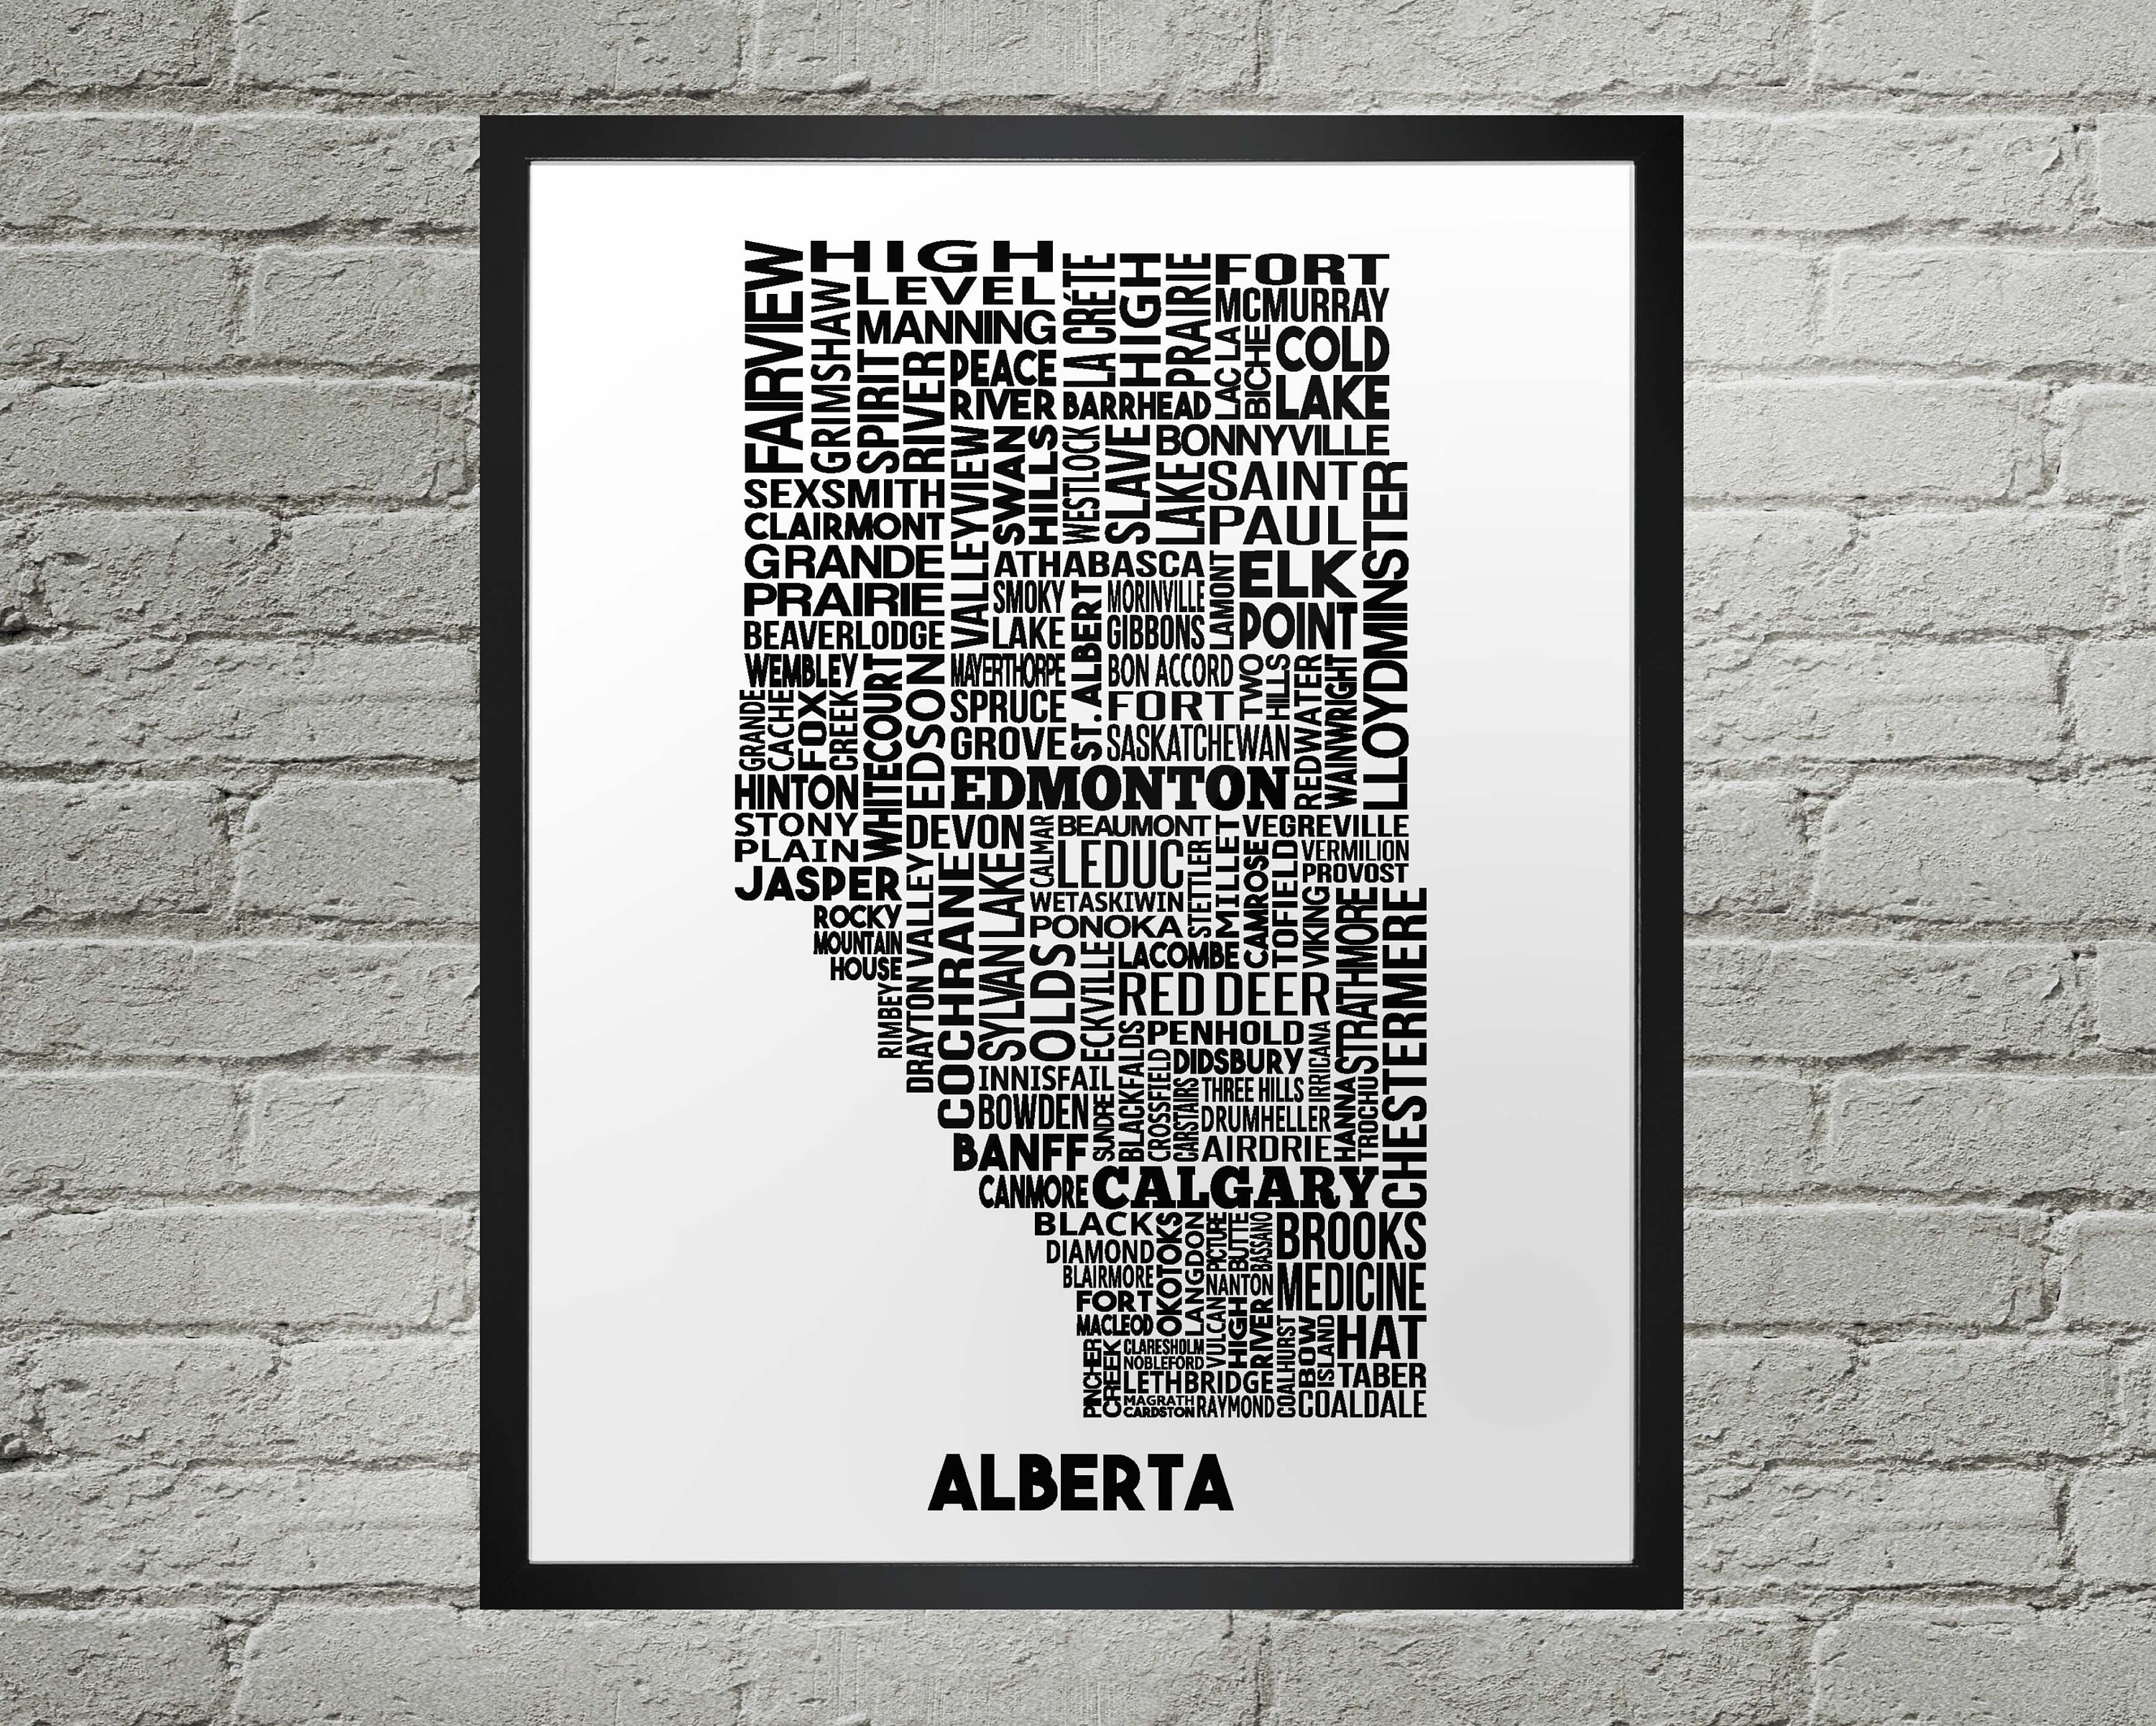 FAIRVIEW
HIGH
LEVEL
GRIMSHAW
MANNING
SPIRIT
RIVER
PEACE
RIVER
LA CRÉTE
HIGH
PRAIRIE
FORT
MCMURRAY
LAC LA
BICHE
COLD
LAKE
BARRHEAD
BONNYVILLE
SEXSMITH
CLAIRMONT
GRANDE
PRAIRIE
BEAVERLODGE
VALLEYVIEW
SWAN
HILLS
WESTLOCK
SLAVE
LAKE
SAINT
PAUL
LLOYDMINSTER
ATHABASCA
SMOKY
LAKE
ST. ALBERT
MORINVILLE
GIBBONS
LAMONT
ELK
POINT
WEMBLEY
GRANDE
CACHE
FOX
CREEK
WHITECOURT
EDSON
MAYERTHORPE
SPRUCE
GROVE
BON ACCORD
FORT
SASKATCHEWAN
TWO
HILLS
REDWATER
WAINWRIGHT
HINTON
EDMONTON
STONY
PLAIN
DEVON
CALMAR
BEAUMONT
LEDUC
STETTLER
MILLET
VEGREVILLE
CAMROSE
TOFIELD
VERMILION
PROVOST
JASPER
DRAYTON VALLEY
COCHRANE
SYLVAN LAKE
WETASKIWIN
PONOKA
VIKING
STRATHMORE
CHESTERMERE
ROCKY
MOUNTAIN
HOUSE
OLDS
ECKVILLE
LACOMBE
RED DEER
RIMBEY
BLACKFALDS
PENHOLD
DIDSBURY
IRRICANA
INNISFAIL
BOWDEN
SUNDRE
CROSSFIELD
CARSTAIRS
THREE HILLS
DRUMHELLER
AIRDRIE
HANNA
TROCHU
BANFF
CANMORE
CALGARY
BLACK
DIAMOND
BLAIRMORE
FORT
MACLEOD
OKOTOKS
LANGDON
PICTURE
BUTTE
BASSANO
BROOKS
MEDICINE
HAT
NANTON
VULCAN
HIGH
RIVER
PINCHER
CREEK
CLARESHOLM
NOBLEFORD
LETHBRIDGE
MAGRATH
CARDSTON
RAYMOND
COALHURST
BOW
ISLAND
TABER
COALDALE
ALBERTA